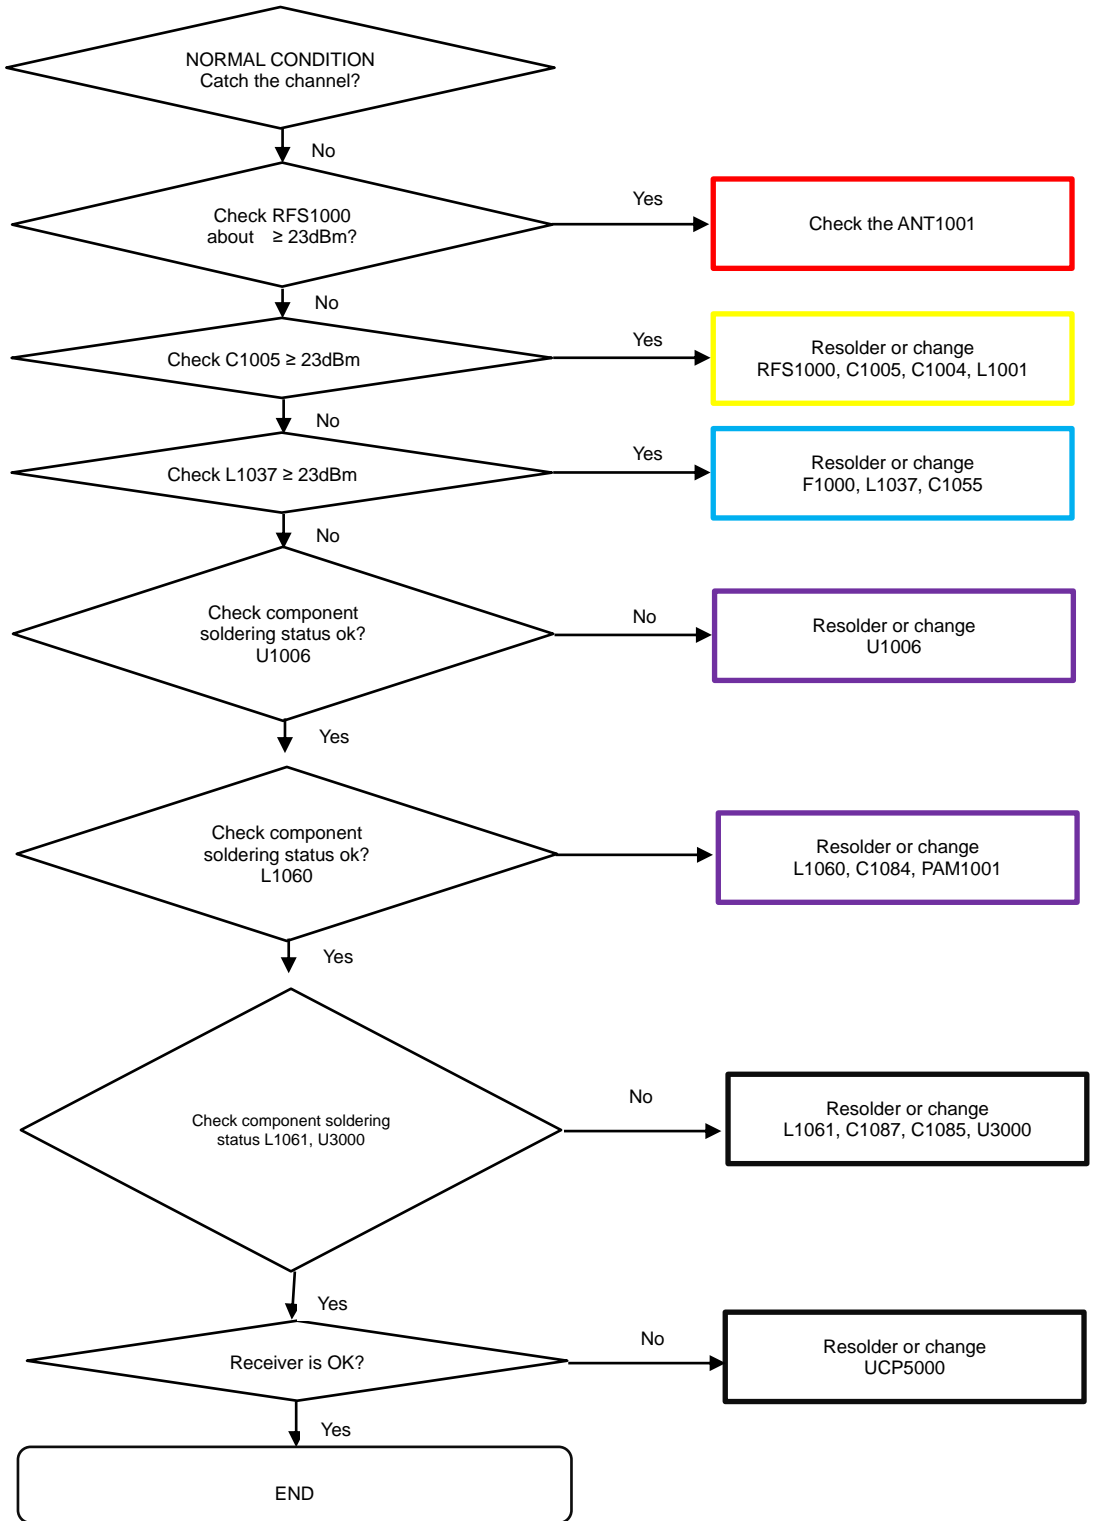 NORMAL CONDITION
Catch the channel?
No
Check RFS1000
about ≥ 23dBm?
Yes
Check the ANT1001
No
Check C1005 ≥ 23dBm
Yes
Resolder or change
RFS1000, C1005, C1004, L1001
No
Check L1037 ≥ 23dBm
Yes
Resolder or change
F1000, L1037, C1055
No
Check component
soldering status ok?
U1006
No
Resolder or change
U1006
Yes
Check component
soldering status ok?
L1060
Resolder or change
L1060, C1084, PAM1001
Yes
Check component soldering
status L1061, U3000
No
Resolder or change
L1061, C1087, C1085, U3000
Yes
Receiver is OK?
No
Resolder or change
UCP5000
Yes
END